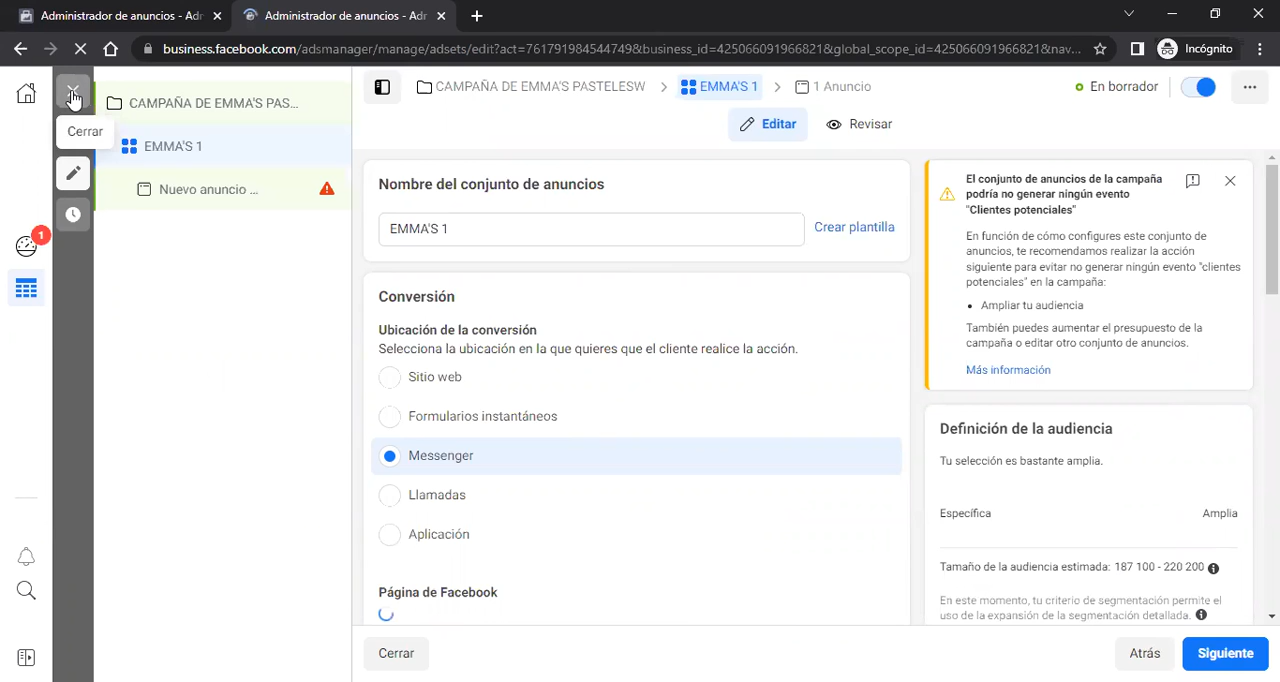 Administrador de anuncios - Adr
Administrador de anuncios - Adr
business.facebook.com/adsmanager/manage/adsets/edit?act=761791984544749&business_id=425066091966821&global_scope_id=425066091966821&nav...
Incógnito
Cerrar
1
CAMPAÑA DE EMMA'S PAS...
EMMA'S 1
Nuevo anuncio ...
CAMPAÑA DE EMMA'S PASTELESW
EMMA'S 1
1 Anuncio
En borrador
Editar
Revisar
Nombre del conjunto de anuncios
EMMA'S 1
Crear plantilla
Conversión
Ubicación de la conversión
Selecciona la ubicación en la que quieres que el cliente realice la acción.
Sitio web
Formularios instantáneos
Messenger
Llamadas
Aplicación
Página de Facebook
Cerrar
Atrás
Siguiente
El conjunto de anuncios de la campaña
podría no generar ningún evento
"Clientes potenciales"
En función de cómo configures este conjunto de
anuncios, te recomendamos realizar la acción
siguiente para evitar no generar ningún evento "clientes
potenciales" en la campaña:
• Ampliar tu audiencia
También puedes aumentar el presupuesto de la
campaña o editar otro conjunto de anuncios.
Más información
Definición de la audiencia
Tu selección es bastante amplia.
Específica
Amplia
Tamaño de la audiencia estimada: 187 100 - 220 200
En este momento, tu criterio de segmentación permite el
uso de la expansión de la segmentación detallada.